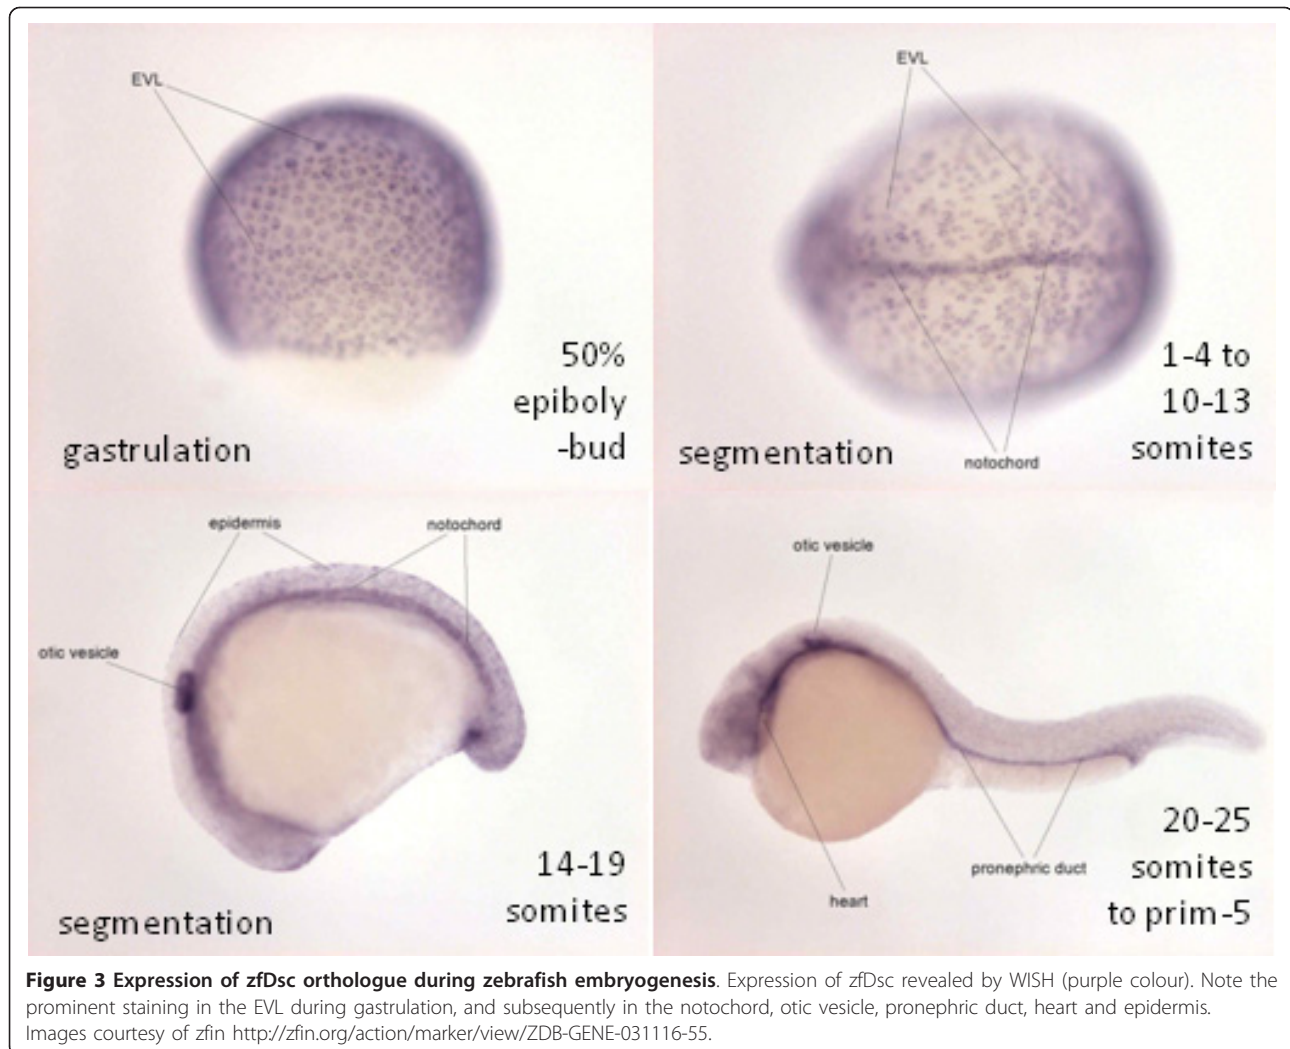 EVL
50%
epiboly
-bud
gastrulation
EVL
1-4 to
10-13
somites
segmentation
notochord
epidermis
notochord
otic vesicle
14-19
somites
segmentation
otic vesicle
pronephric duct
heart
20-25
somites
to prim-5
Figure 3 Expression of zfDsc orthologue during zebrafish embryogenesis. Expression of zfDsc revealed by WISH (purple colour). Note the
prominent staining in the EVL during gastrulation, and subsequently in the notochord, otic vesicle, pronephric duct, heart and epidermis.
Images courtesy of zfin http://zfin.org/action/marker/view/ZDB-GENE-031116-55.